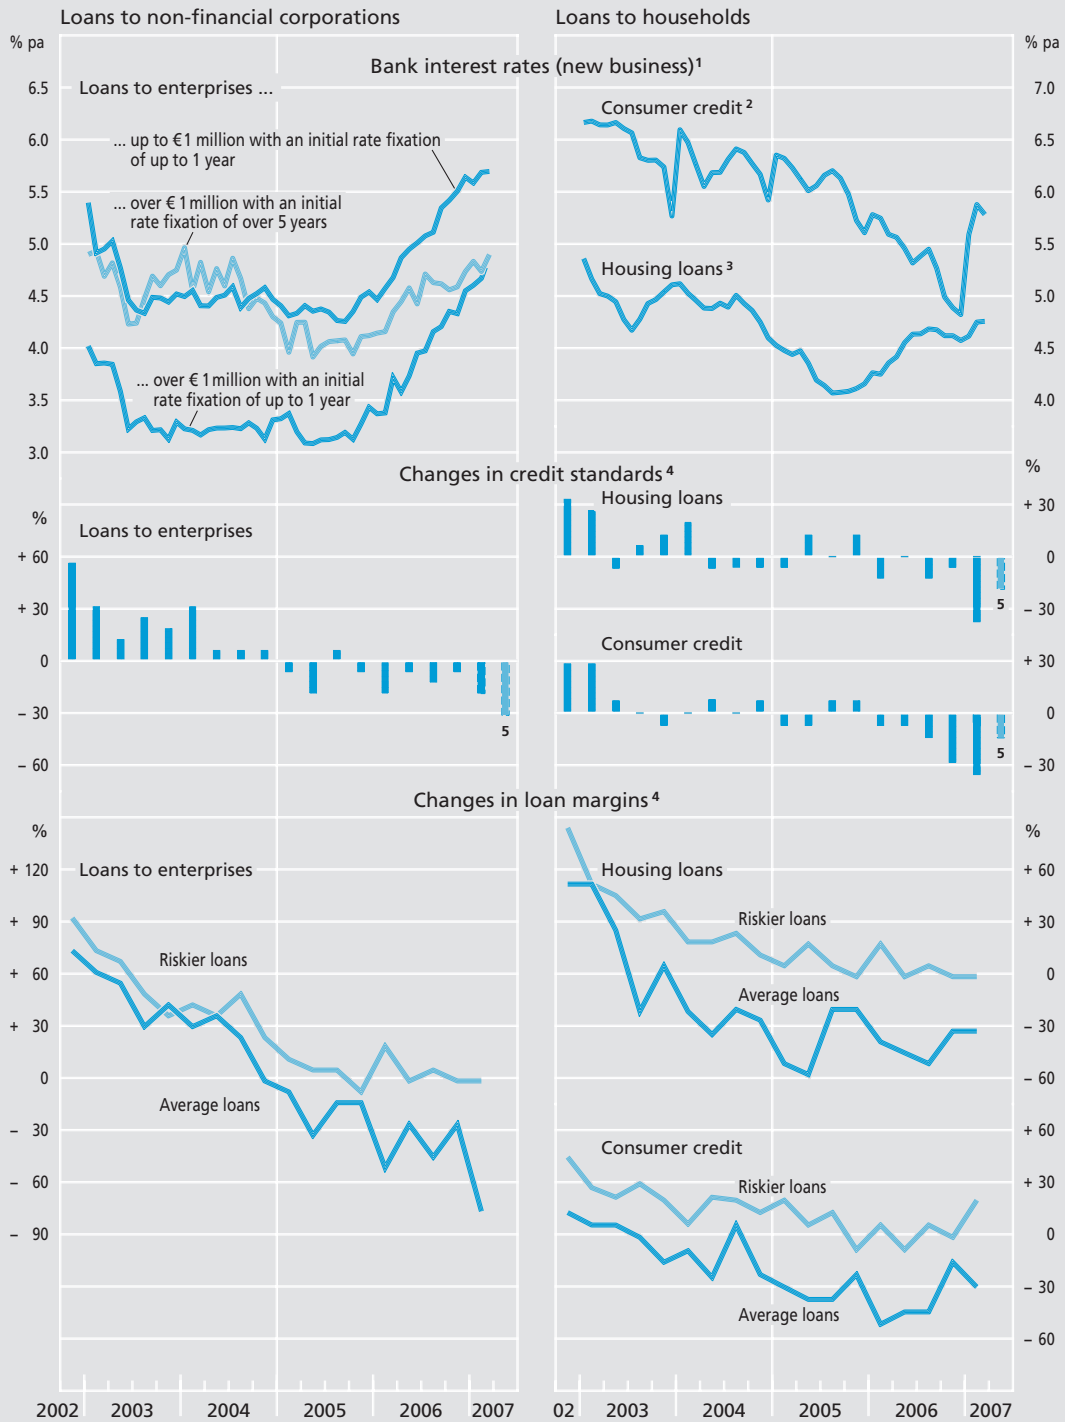 Loans to non-financial corporations
Loans to households
% pa
% pa
Bank interest rates (new business)¹
6.5
6.0
5.5
5.0
4.5
4.0
3.5
3.0
Loans to enterprises ...
... up to € 1 million with an initial rate fixation
of up to 1 year
... over € 1 million with an initial
rate fixation of over 5 years
... over € 1 million with an initial
rate fixation of up to 1 year
Consumer credit ²
Housing loans ³
7.0
6.5
6.0
5.5
5.0
4.5
4.0
Changes in credit standards ⁴
%
Loans to enterprises
+ 60
+ 30
0
– 30
– 60
5
%
Housing loans
+ 30
0
– 30
5
Consumer credit
+ 30
0
– 30
5
Changes in loan margins ⁴
%
Loans to enterprises
+ 120
+ 90
+ 60
+ 30
0
– 30
– 60
– 90
Riskier loans
Average loans
%
Housing loans
+ 60
+ 30
0
– 30
– 60
Riskier loans
Average loans
Consumer credit
+ 60
+ 30
0
– 30
– 60
Riskier loans
Average loans
2002 2003 2004 2005 2006 2007
02 2003 2004 2005 2006 2007